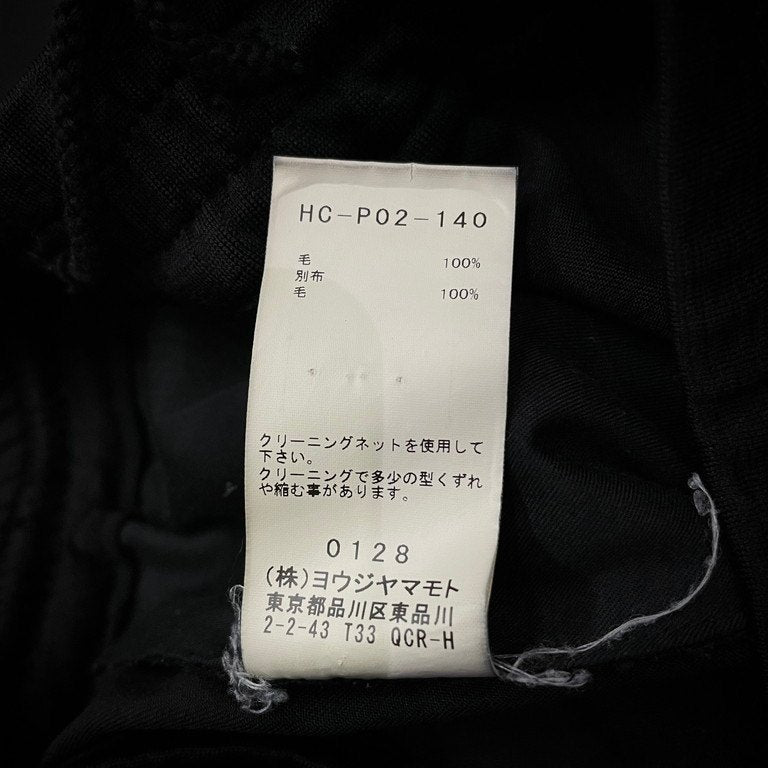 HC-P02-140
毛 100%
別布
毛 100%
クリーニングネットを使用して
下さい。
クリーニングで多少の型くずれ
や縮む事があります。
0128
(株)ヨウジヤマモト
東京都品川区東品川
2-2-43 T33 QCR-H